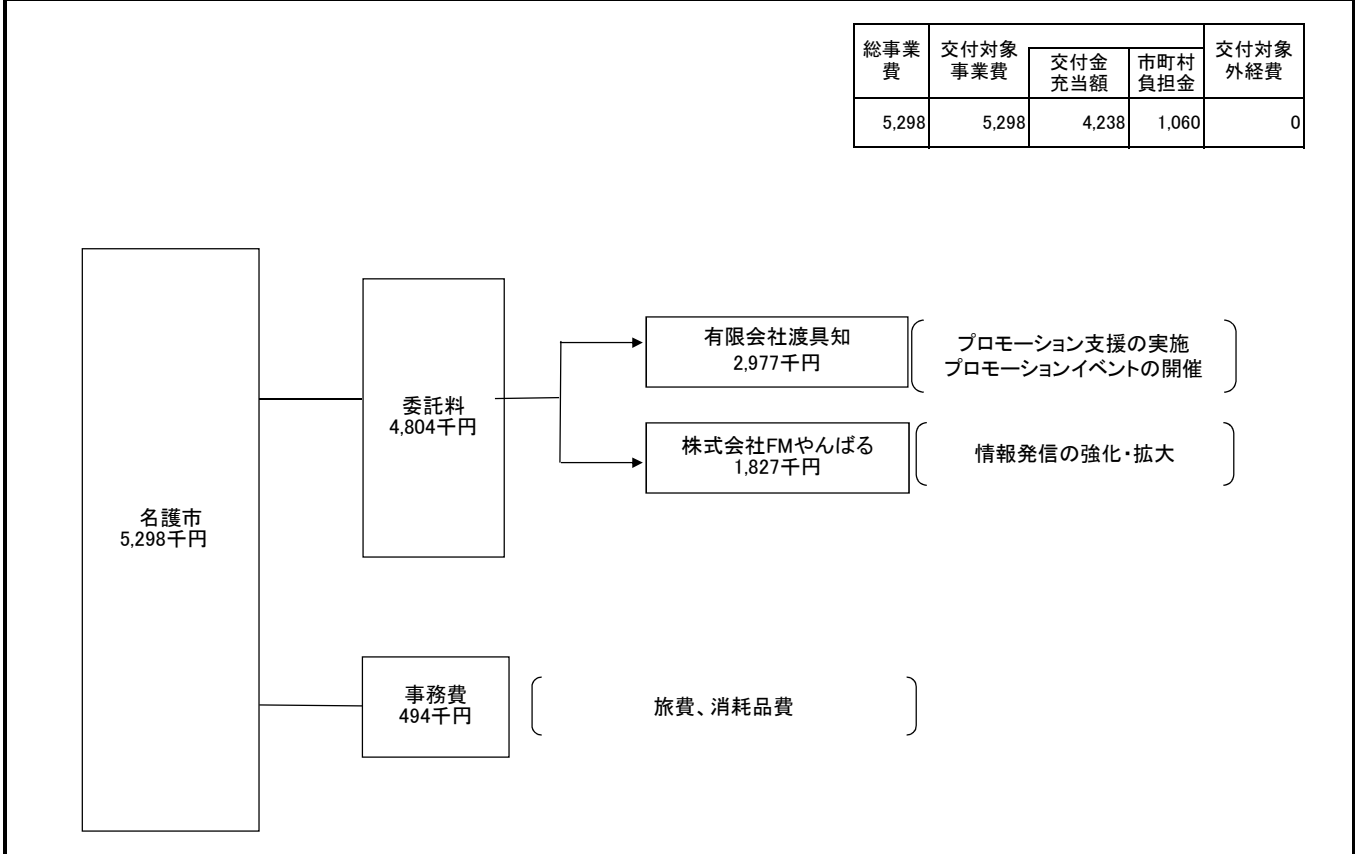 総事業
費
交付対象
事業費
交付金
充当額
市町村
負担金
交付対象
外経費
5,298
5,298
4,238
1,060
0
有限会社渡具知
2,977千円
プロモーション支援の実施
プロモーションイベントの開催
委託料
4,804千円
株式会社FMやんばる
1,827千円
情報発信の強化・拡大
名護市
5,298千円
事務費
494千円
旅費、消耗品費